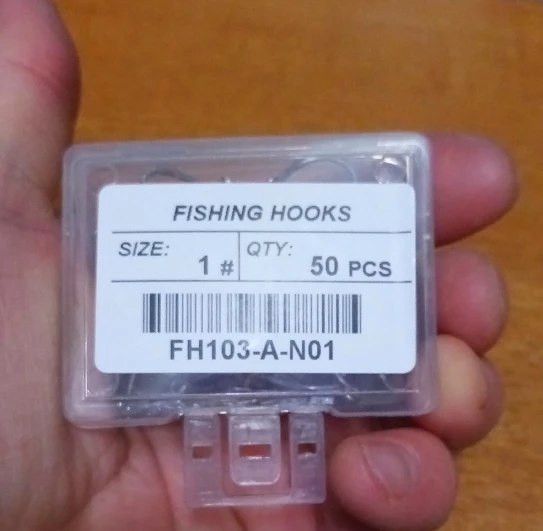 FISHING HOOKS
SIZE: 1 # QTY: 50 PCS
FH103-A-N01